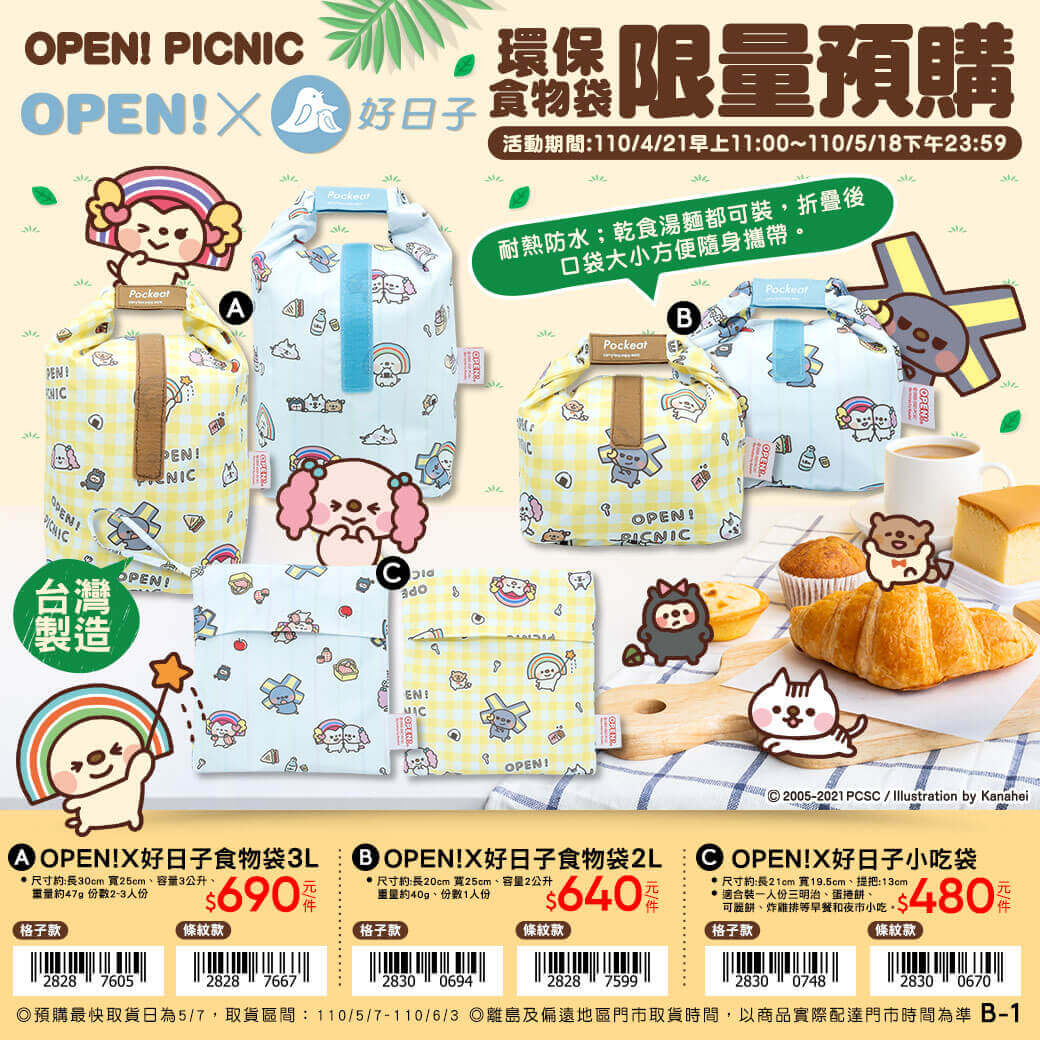 OPEN! PICNIC
OPEN!×好日子
環保
食物袋
限量預購
活動期間:110/4/21早上11:00~110/5/18下午23:59
耐熱防水；乾食湯麵都可裝，折疊後
口袋大小方便隨身攜帶。
A
Pockeat
Pockeat
OPEN!
PICNIC
OPEN!
PICNIC
OPEN!
PICNIC
OPEN!
B
Pockeat
Pockeat
OPEN!
OPEN!
OPEN!
PICNIC
C
PICNIC
OPEN!
OPEN!
OPEN!
台灣
製造
© 2005-2021 PCSC / Illustration by Kanahei
A OPEN!X好日子食物袋3L
• 尺寸約:長30cm 寬25cm、容量3公升、
重量約47g 份數2-3人份
$690元/件
格子款
條紋款
2828 7605
2828 7667
B OPEN!X好日子食物袋2L
• 尺寸約:長20cm 寬25cm、容量2公升、
重量約40g、份數1人份
$640元/件
格子款
條紋款
2830 0694
2828 7599
C OPEN!X好日子小吃袋
• 尺寸約:長21cm 寬19.5cm、提把:13cm
• 適合裝一人份三明治、蛋捲餅、
可麗餅、炸雞排等早餐和夜市小吃。
$480元/件
格子款
條紋款
2830 0748
2830 0670
◎預購最快取貨日為5/7，取貨區間：110/5/7-110/6/3 ◎離島及偏遠地區門市取貨時間，以商品實際配達門市時間為準 B-1